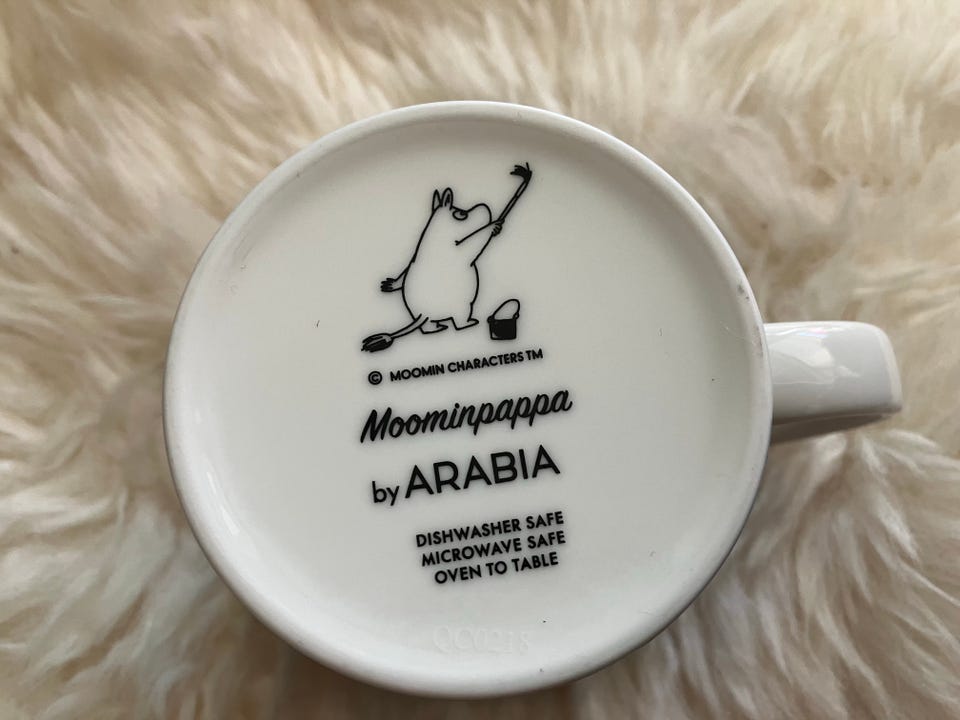 © MOOMIN CHARACTERS TM
Moominpappa
by ARABIA
DISHWASHER SAFE
MICROWAVE SAFE
OVEN TO TABLE